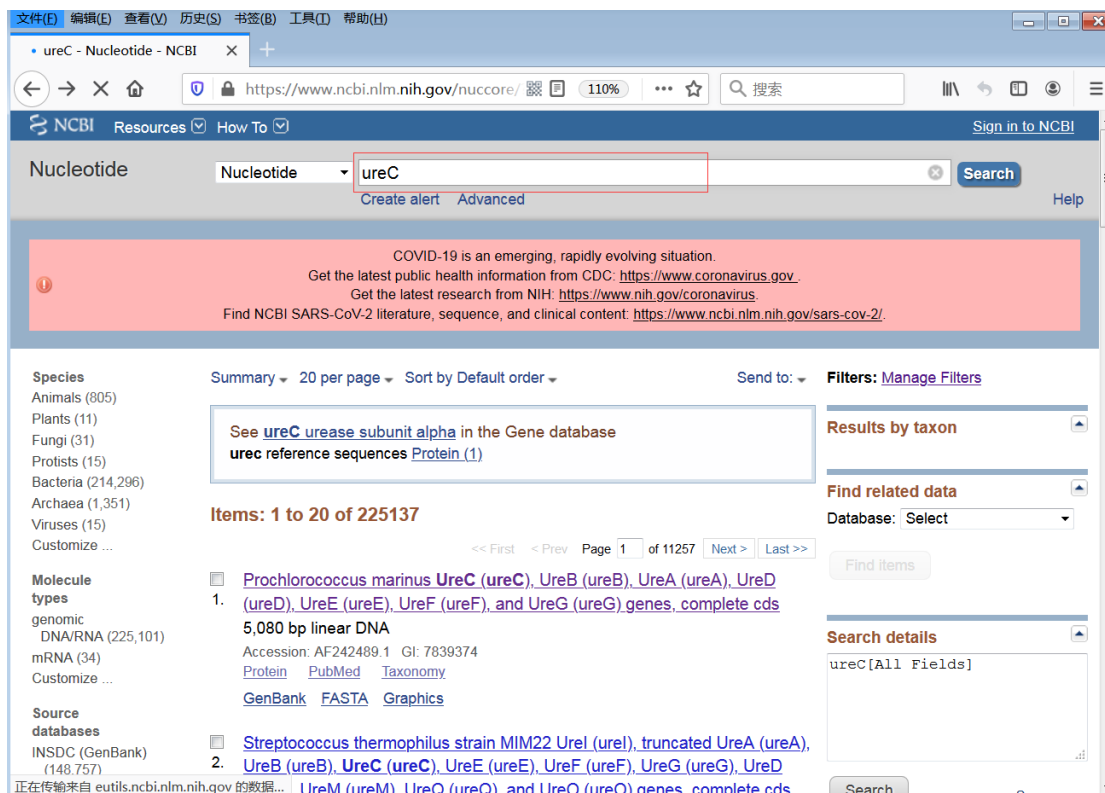 文件(F) 编辑(E) 查看(V) 历史(S) 书签(B) 工具(T) 帮助(H)
ureC - Nucleotide - NCBI
https://www.ncbi.nlm.nih.gov/nuccore/ 110% 搜索
NCBI Resources How To Sign in to NCBI
Nucleotide Nucleotide ureC Search
Create alert Advanced Help
COVID-19 is an emerging, rapidly evolving situation.
Get the latest public health information from CDC: https://www.coronavirus.gov .
Get the latest research from NIH: https://www.nih.gov/coronavirus.
Find NCBI SARS-CoV-2 literature, sequence, and clinical content: https://www.ncbi.nlm.nih.gov/sars-cov-2/.
Species
Animals (805)
Plants (11)
Fungi (31)
Protists (15)
Bacteria (214,296)
Archaea (1,351)
Viruses (15)
Customize ...
Molecule
types
genomic
DNA/RNA (225,101)
mRNA (34)
Customize ...
Source
databases
INSDC (GenBank)
(148,757)
Summary 20 per page Sort by Default order Send to:
See ureC urease subunit alpha in the Gene database
urec reference sequences Protein (1)
Items: 1 to 20 of 225137
<< First < Prev Page 1 of 11257 Next > Last >>
Prochlorococcus marinus UreC (ureC), UreB (ureB), UreA (ureA), UreD
1. (ureD), UreE (ureE), UreF (ureF), and UreG (ureG) genes, complete cds
5,080 bp linear DNA
Accession: AF242489.1 GI: 7839374
Protein PubMed Taxonomy
GenBank FASTA Graphics
Streptococcus thermophilus strain MIM22 UreI (ureI), truncated UreA (ureA),
2. UreB (ureB), UreC (ureC), UreE (ureE), UreF (ureF), UreG (ureG), UreD
UreM (ureM), UreQ (ureQ), and UreO (ureO) genes, complete cds
Filters: Manage Filters
Results by taxon
Find related data
Database: Select
Find items
Search details
ureC[All Fields]
Search
正在传输来自 eutils.ncbi.nlm.nih.gov 的数据...